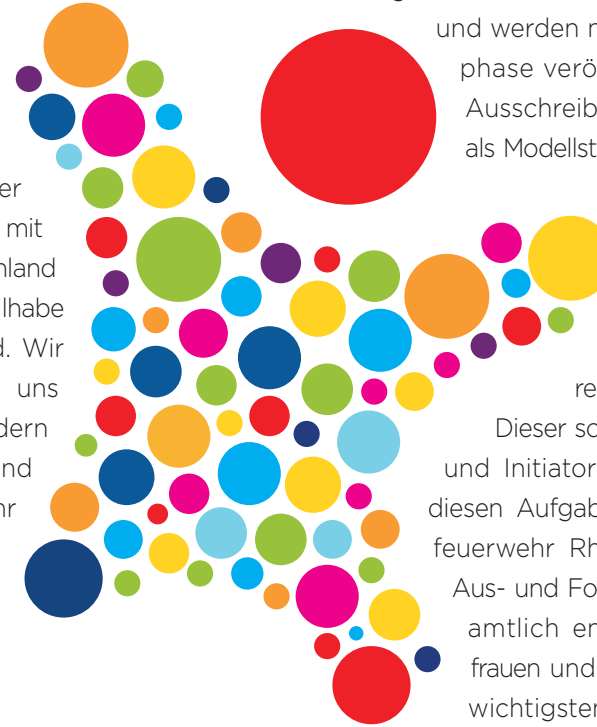 er
mit
nland
lhabe
d. Wir
uns
dern
nd
hr
und werden n
phase verö
Ausschreib
als Modellst
re
Dieser so
und Initiator
diesen Aufgab
feuerwehr Rh
Aus- und Fo
amtlich en
frauen und
wichtigster